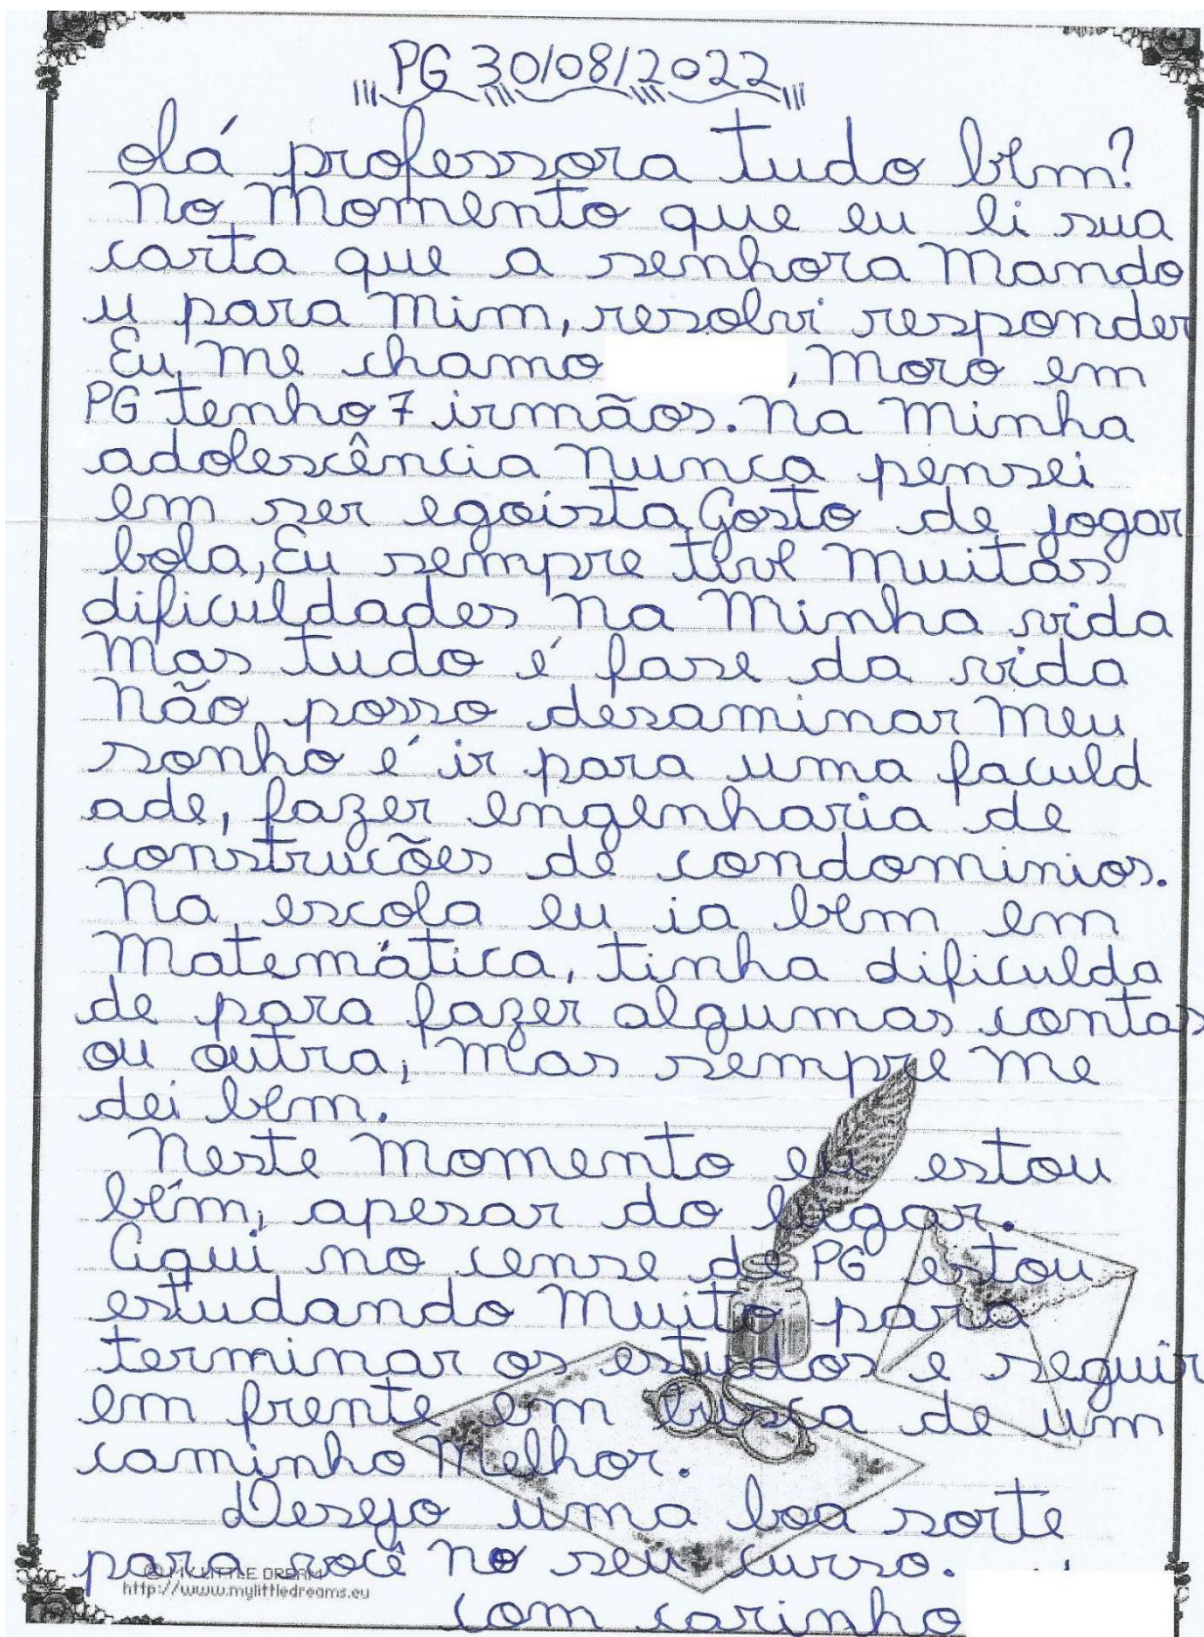 PG 30/08/2022
olá professora tudo bem?
No Momento que eu li sua
carta que a senhora Mando
u para Mim, resolvi responder
Eu, Me chamo , Moro em
PG tenho 7 irmãos. Na Minha
adolescência Nunca pensei
em ser egoista, Gosto de jogar
bola, Eu sempre tive Muitas
dificuldades Na Minha vida
Mas tudo é fase da vida
Não posso desaminar, Meu
sonho é ir para uma faculd
ade, fazer engenharia de
construcões de condominios.
Na escola eu ia bem em
Matemática, tinha dificulda
de para fazer algumas contas
ou outra, Mas sempre Me
dei bem.
Neste Momento eu estou
bem, apesar do lugar.
Aqui no cense de PG estou
estudando Muito para
terminar os estudos e seguir
em frente em busca de um
caminho Melhor.
Desejo uma boa sorte
para você No seu curso.
© MY LITTLE DREAM
http://www.mylittledreams.eu
com carinho